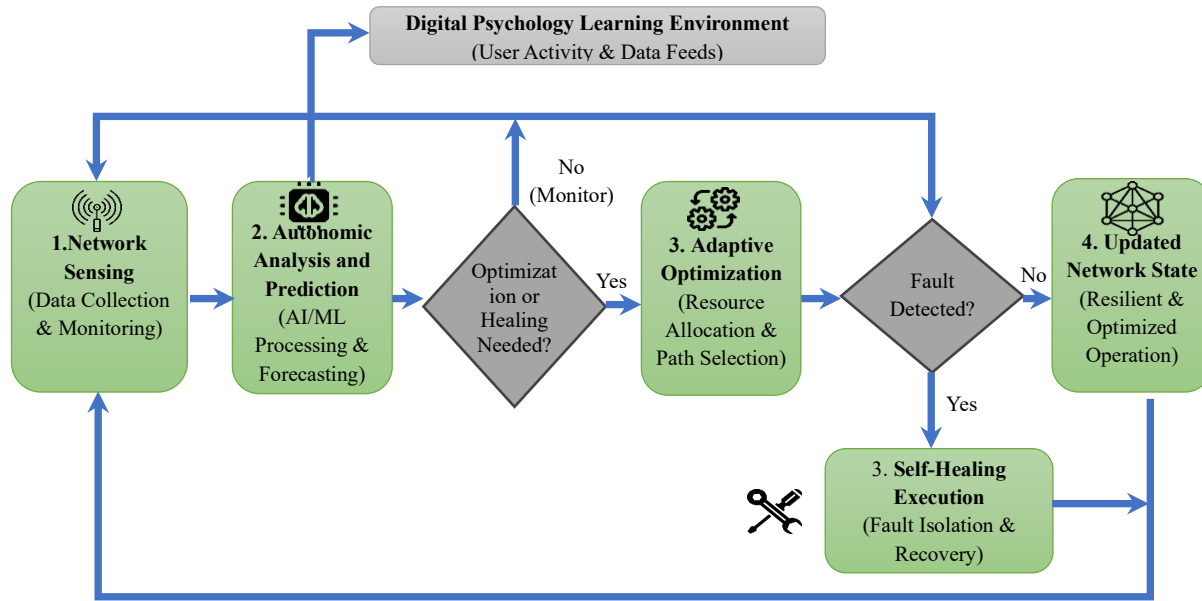 Digital Psychology Learning Environment
(User Activity & Data Feeds)
No
(Monitor)
1.Network
Sensing
(Data Collection
& Monitoring)
2. Autonomic
Analysis and
Prediction
(AI/ML
Processing &
Forecasting)
Optimizat
ion or
Healing
Needed?
Yes
3. Adaptive
Optimization
(Resource
Allocation &
Path Selection)
Fault
Detected?
No
4. Updated
Network State
(Resilient &
Optimized
Operation)
Yes
3. Self-Healing
Execution
(Fault Isolation &
Recovery)